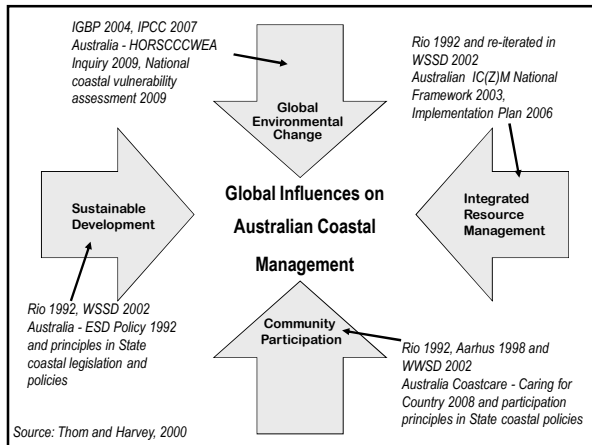 IGBP 2004, IPCC 2007
Australia - HORSCCCWEA
Inquiry 2009, National
coastal vulnerability
assessment 2009
Global
Environmental
Change
Rio 1992 and re-iterated in
WSSD 2002
Australian IC(Z)M National
Framework 2003,
Implementation Plan 2006
Sustainable
Development
Global Influences on
Australian Coastal
Management
Integrated
Resource
Management
Rio 1992, WSSD 2002
Australia - ESD Policy 1992
and principles in State
coastal legislation and
policies
Community
Participation
Rio 1992, Aarhus 1998 and
WWSD 2002
Australia Coastcare - Caring for
Country 2008 and participation
principles in State coastal policies
Source: Thom and Harvey, 2000